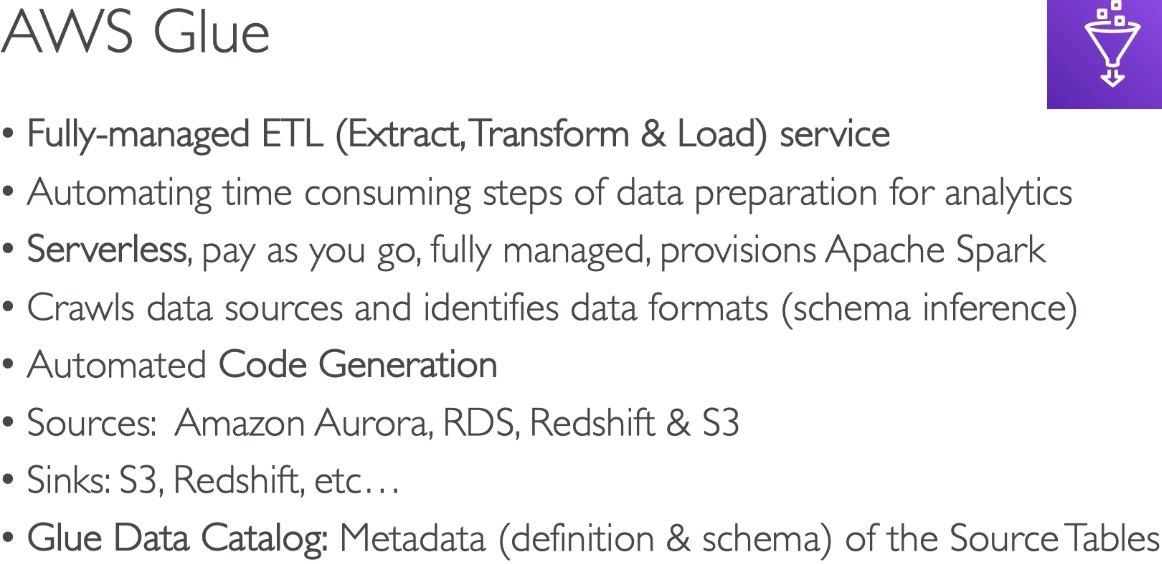 AWS Glue
• Fully-managed ETL (Extract, Transform & Load) service
• Automating time consuming steps of data preparation for analytics
• Serverless, pay as you go, fully managed, provisions Apache Spark
• Crawls data sources and identifies data formats (schema inference)
• Automated Code Generation
• Sources:  Amazon Aurora, RDS, Redshift & S3
• Sinks: S3, Redshift, etc…
• Glue Data Catalog: Metadata (definition & schema) of the Source Tables